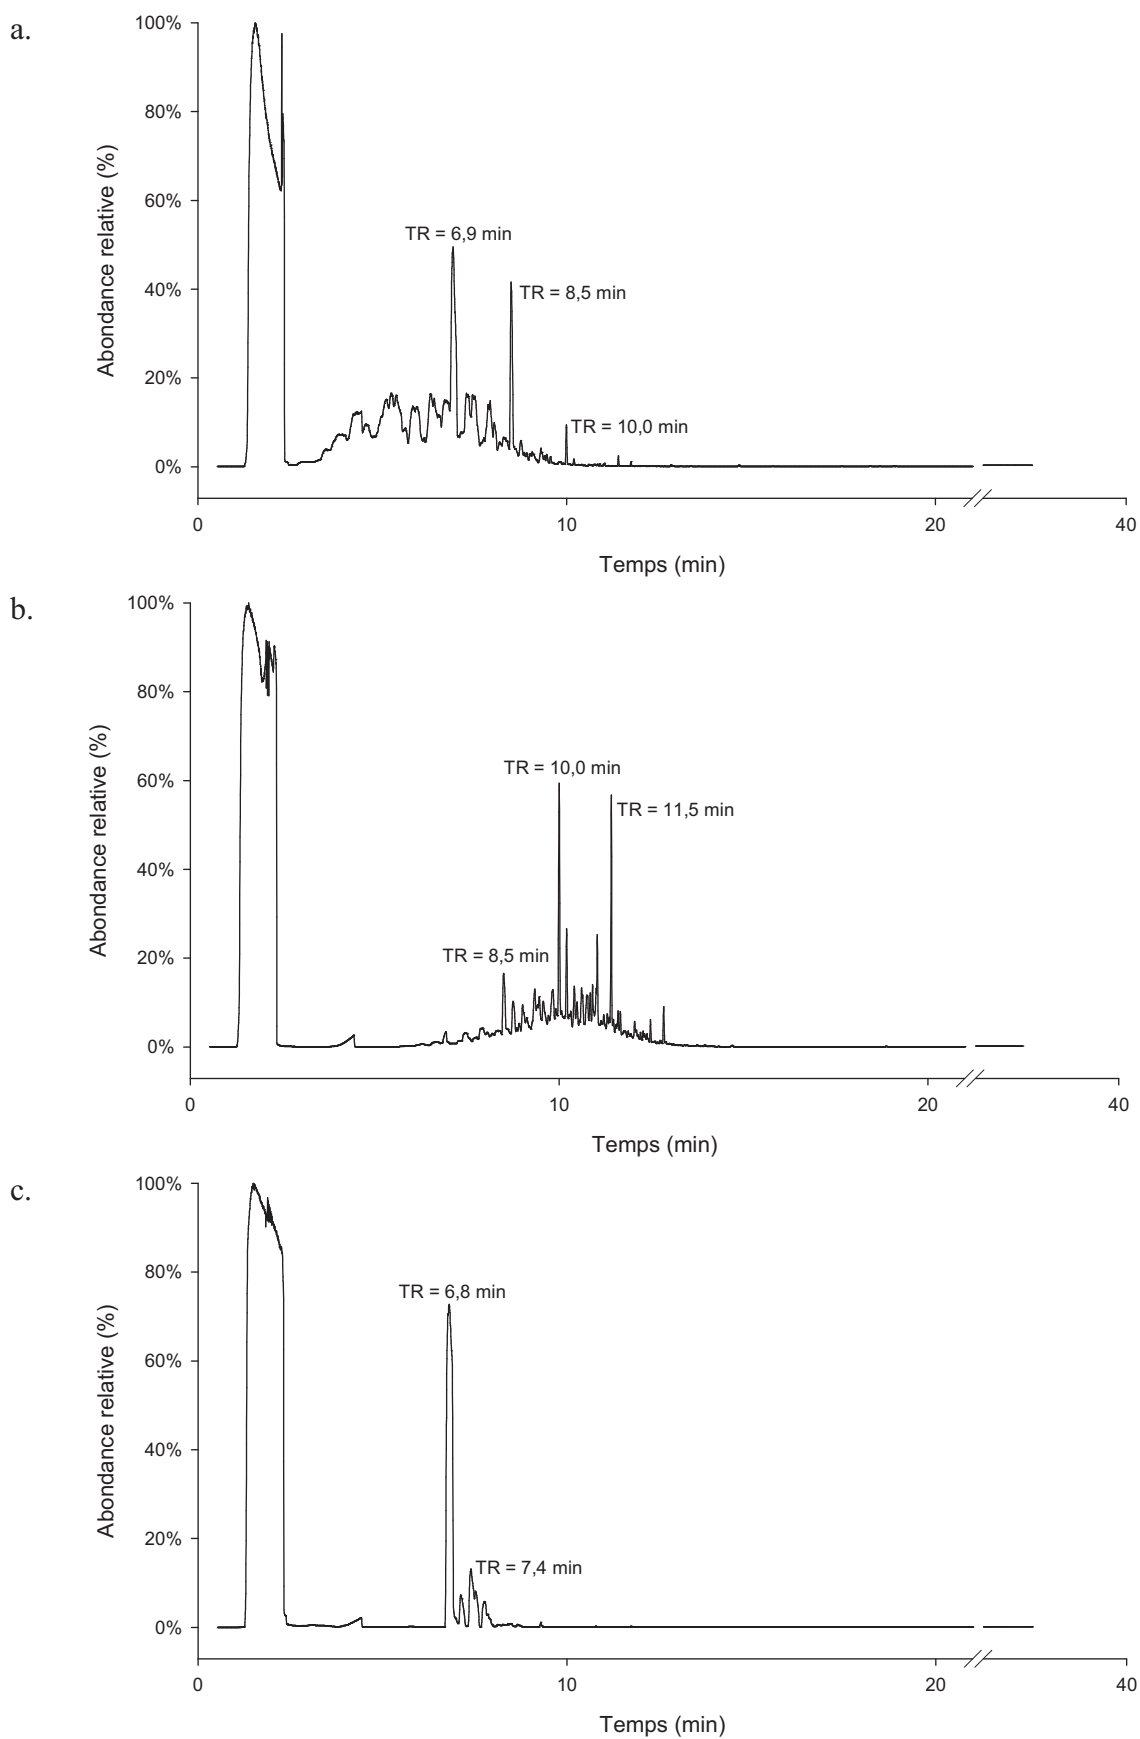 a.
100%
80%
60%
40%
20%
0%
Abondance relative (%)
TR = 6,9 min
TR = 8,5 min
TR = 10,0 min
0
10
20
40
Temps (min)
b.
100%
80%
60%
40%
20%
0%
Abondance relative (%)
TR = 10,0 min
TR = 11,5 min
TR = 8,5 min
0
10
20
40
Temps (min)
c.
100%
80%
60%
40%
20%
0%
Abondance relative (%)
TR = 6,8 min
TR = 7,4 min
0
10
20
40
Temps (min)